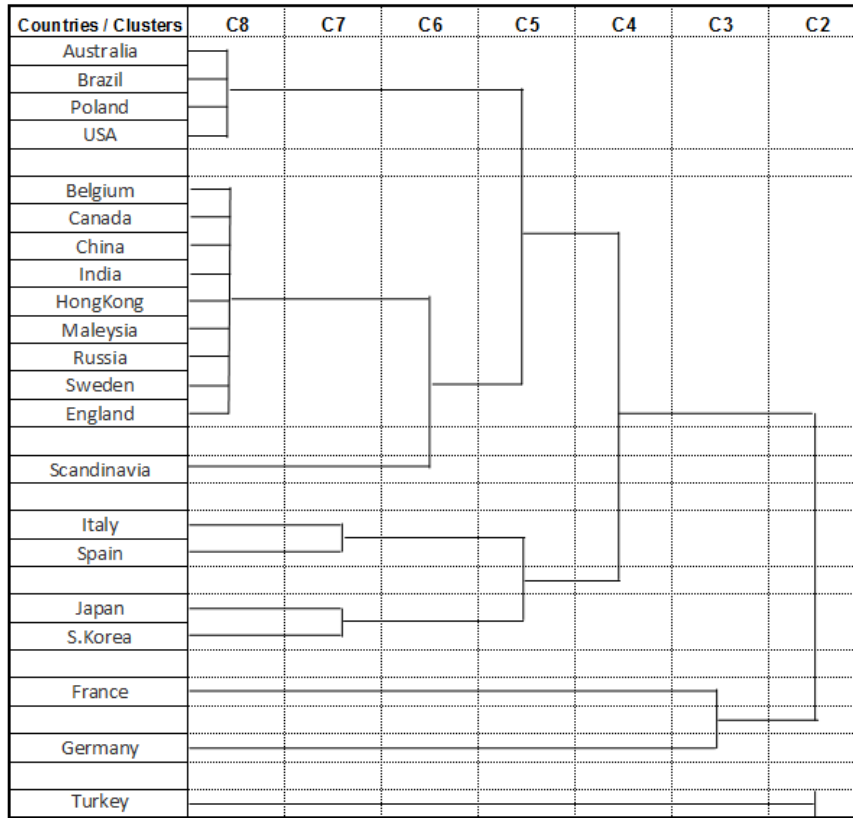 Countries / Clusters C8 C7 C6 C5 C4 C3 C2
Australia
Brazil
Poland
USA
Belgium
Canada
China
India
HongKong
Maleysia
Russia
Sweden
England
Scandinavia
Italy
Spain
Japan
S.Korea
France
Germany
Turkey